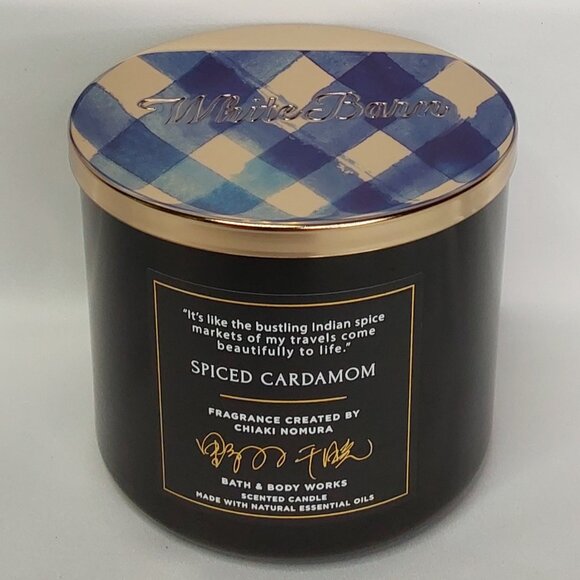 White Barn
"It's like the bustling Indian spice
markets of my travels come
beautifully to life."
SPICED CARDAMOM
FRAGRANCE CREATED BY
CHIAKI NOMURA
BATH & BODY WORKS
SCENTED CANDLE
MADE WITH NATURAL ESSENTIAL OILS